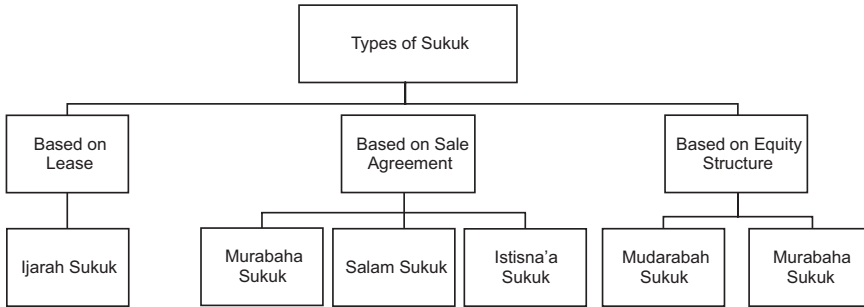 Types of Sukuk
Based on
Lease
Based on Sale
Agreement
Based on Equity
Structure
Ijarah Sukuk
Murabaha
Sukuk
Salam Sukuk
Istisna’a
Sukuk
Mudarabah
Sukuk
Murabaha
Sukuk